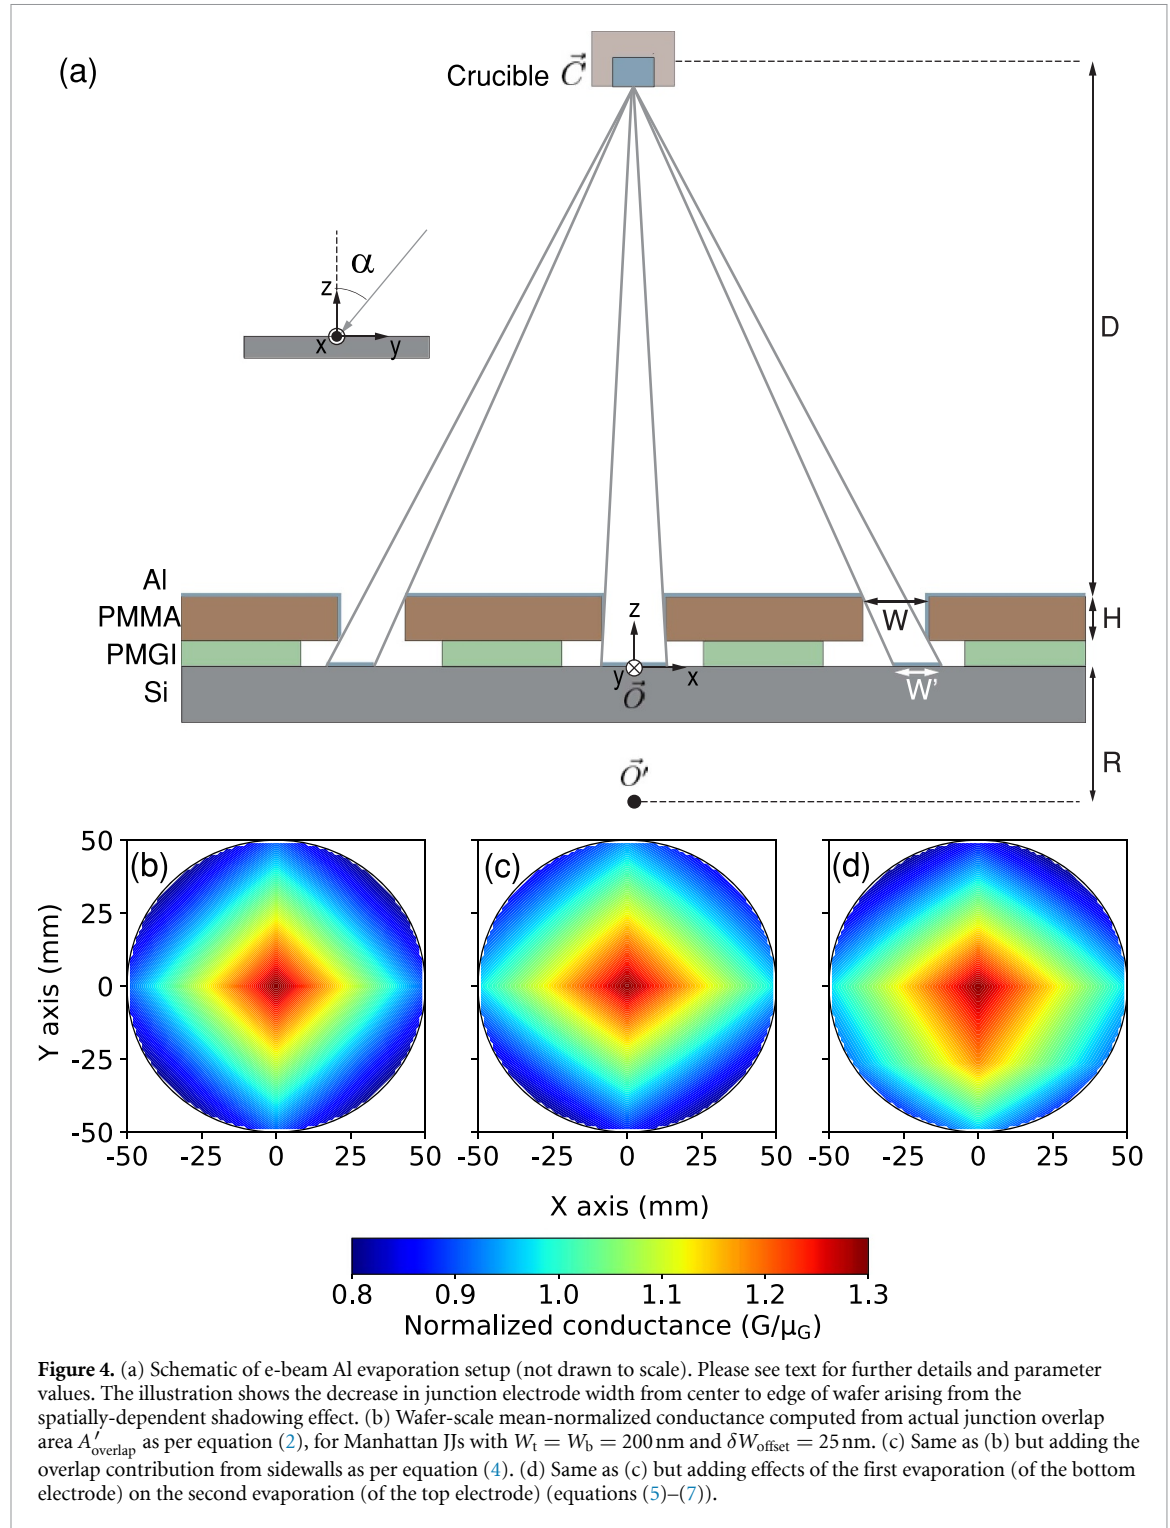 (a)
Crucible C⃗
α
z
x
y
D
Al
PMMA
PMGI
Si
W
H
z
y
x
O⃗
W'
R
O⃗'
50
25
0
-25
-50
Y axis (mm)
(b)
(c)
(d)
-50 -25 0 25 50
-50 -25 0 25 50
-50 -25 0 25 50
X axis (mm)
0.8 0.9 1.0 1.1 1.2 1.3
Normalized conductance (G/μG)
Figure 4. (a) Schematic of e-beam Al evaporation setup (not drawn to scale). Please see text for further details and parameter
values. The illustration shows the decrease in junction electrode width from center to edge of wafer arising from the
spatially-dependent shadowing effect. (b) Wafer-scale mean-normalized conductance computed from actual junction overlap
area A′overlap as per equation (2), for Manhattan JJs with Wt = Wb = 200 nm and δWoffset = 25 nm. (c) Same as (b) but adding the
overlap contribution from sidewalls as per equation (4). (d) Same as (c) but adding effects of the first evaporation (of the bottom
electrode) on the second evaporation (of the top electrode) (equations (5)–(7)).